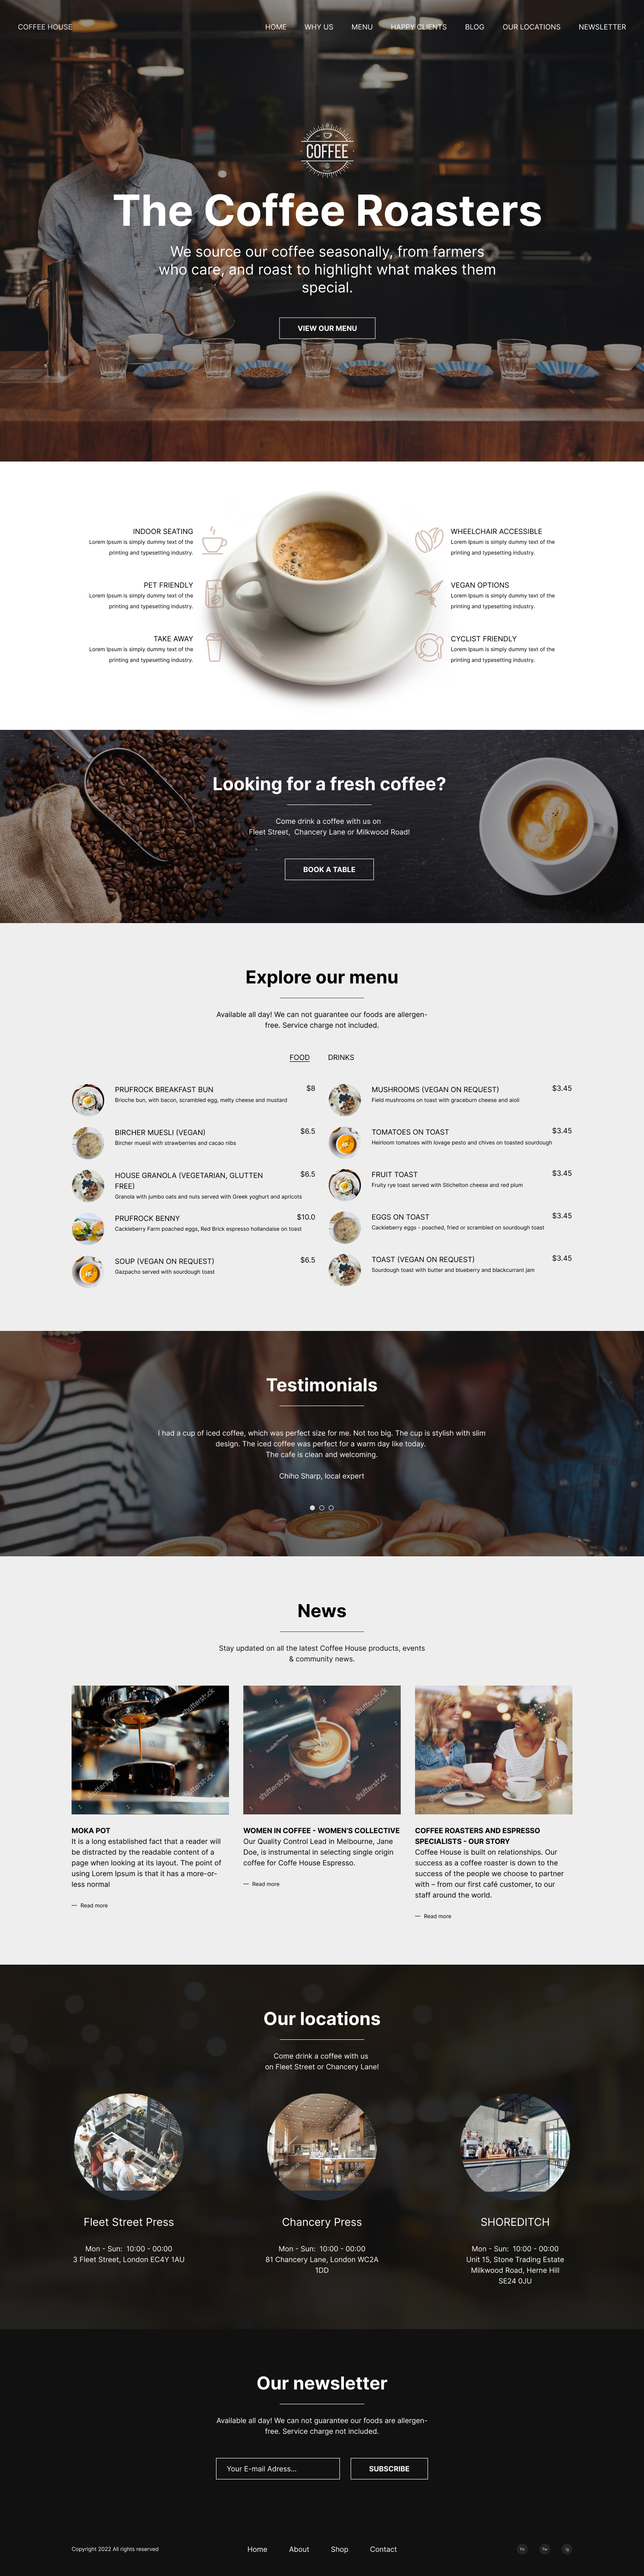 COFFEE HOUSE
HOME
WHY US
MENU
HAPPY CLIENTS
BLOG
OUR LOCATIONS
NEWSLETTER
COFFEE
The Coffee Roasters
We source our coffee seasonally, from farmers
who care, and roast to highlight what makes them
special.
VIEW OUR MENU
INDOOR SEATING
Lorem Ipsum is simply dummy text of the
printing and typesetting industry.
PET FRIENDLY
Lorem Ipsum is simply dummy text of the
printing and typesetting industry.
TAKE AWAY
Lorem Ipsum is simply dummy text of the
printing and typesetting industry.
WHEELCHAIR ACCESSIBLE
Lorem Ipsum is simply dummy text of the
printing and typesetting industry.
VEGAN OPTIONS
Lorem Ipsum is simply dummy text of the
printing and typesetting industry.
CYCLIST FRIENDLY
Lorem Ipsum is simply dummy text of the
printing and typesetting industry.
Looking for a fresh coffee?
Come drink a coffee with us on
Fleet Street, Chancery Lane or Milkwood Road!
BOOK A TABLE
Explore our menu
Available all day! We can not guarantee our foods are allergen-
free. Service charge not included.
FOOD
DRINKS
PRUFROCK BREAKFAST BUN $8
Brioche bun, with bacon, scrambled egg, melty cheese and mustard
BIRCHER MUESLI (VEGAN) $6.5
Bircher muesli with strawberries and cacao nibs
HOUSE GRANOLA (VEGETARIAN, GLUTTEN $6.5
FREE)
Granola with jumbo oats and nuts served with Greek yoghurt and apricots
PRUFROCK BENNY $10.0
Cackleberry Farm poached eggs, Red Brick espresso hollandaise on toast
SOUP (VEGAN ON REQUEST) $6.5
Gazpacho served with sourdough toast
MUSHROOMS (VEGAN ON REQUEST) $3.45
Field mushrooms on toast with graceburn cheese and aioli
TOMATOES ON TOAST $3.45
Heirloom tomatoes with lovage pesto and chives on toasted sourdough
FRUIT TOAST $3.45
Fruity rye toast served with Stichelton cheese and red plum
EGGS ON TOAST $3.45
Cackleberry eggs - poached, fried or scrambled on sourdough toast
TOAST (VEGAN ON REQUEST) $3.45
Sourdough toast with butter and blueberry and blackcurrant jam
Testimonials
I had a cup of iced coffee, which was perfect size for me. Not too big. The cup is stylish with slim
design. The iced coffee was perfect for a warm day like today.
The cafe is clean and welcoming.
Chiho Sharp, local expert
News
Stay updated on all the latest Coffee House products, events
& community news.
shutterstock
shutterstock
shutterstock
MOKA POT
It is a long established fact that a reader will
be distracted by the readable content of a
page when looking at its layout. The point of
using Lorem Ipsum is that it has a more-or-
less normal
Read more
WOMEN IN COFFEE - WOMEN'S COLLECTIVE
Our Quality Control Lead in Melbourne, Jane
Doe, is instrumental in selecting single origin
coffee for Coffe House Espresso.
Read more
COFFEE ROASTERS AND ESPRESSO
SPECIALISTS - OUR STORY
Coffee House is built on relationships. Our
success as a coffee roaster is down to the
success of the people we choose to partner
with – from our first café customer, to our
staff around the world.
Read more
Our locations
Come drink a coffee with us
on Fleet Street or Chancery Lane!
Fleet Street Press
Mon - Sun: 10:00 - 00:00
3 Fleet Street, London EC4Y 1AU
Chancery Press
Mon - Sun: 10:00 - 00:00
81 Chancery Lane, London WC2A
1DD
SHOREDITCH
Mon - Sun: 10:00 - 00:00
Unit 15, Stone Trading Estate
Milkwood Road, Herne Hill
SE24 0JU
Our newsletter
Available all day! We can not guarantee our foods are allergen-
free. Service charge not included.
Your E-mail Adress...
SUBSCRIBE
Copyright 2022 All rights reserved
Home
About
Shop
Contact